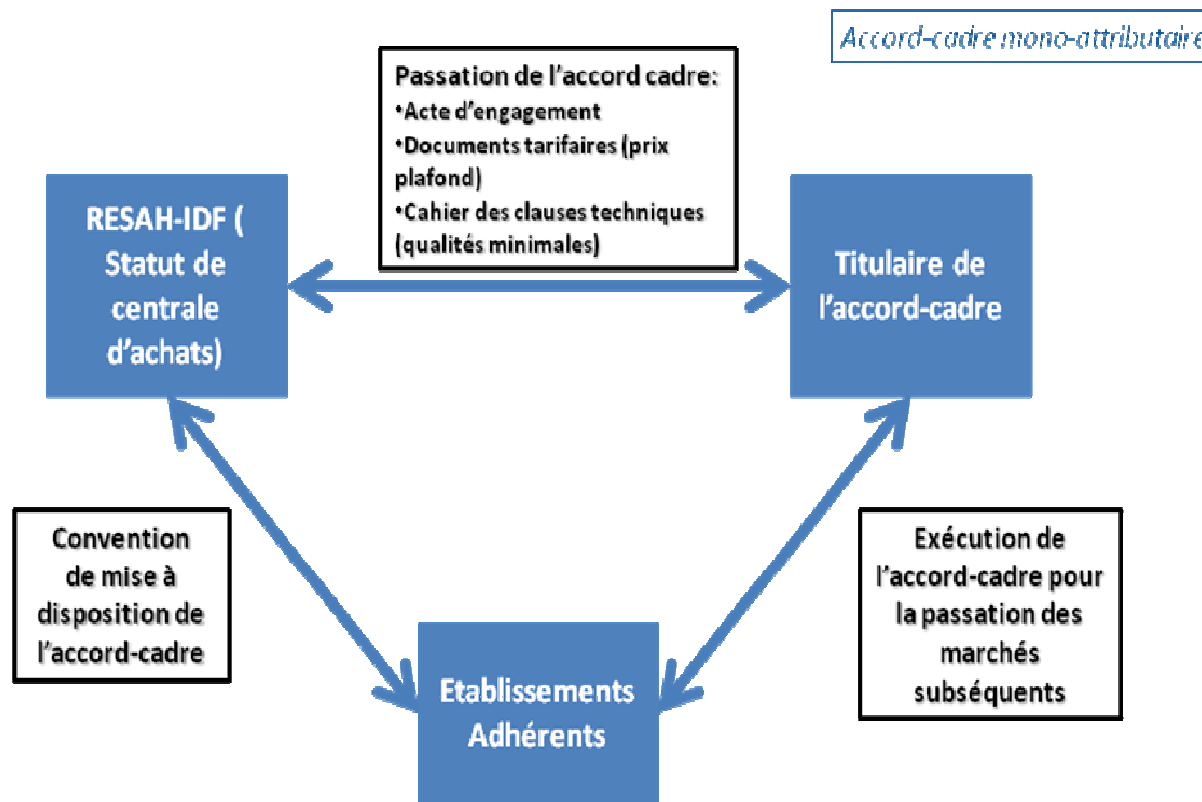 Accord-cadre mono-attributaire
Passation de l'accord cadre:
•Acte d'engagement
•Documents tarifaires (prix
plafond)
•Cahier des clauses techniques
(qualités minimales)
RESAH-IDF (
Statut de
centrale
d'achats)
Titulaire de
l'accord-cadre
Convention
de mise à
disposition de
l'accord-cadre
Exécution de
l'accord-cadre pour
la passation des
marchés
subséquents
Etablissements
Adhérents